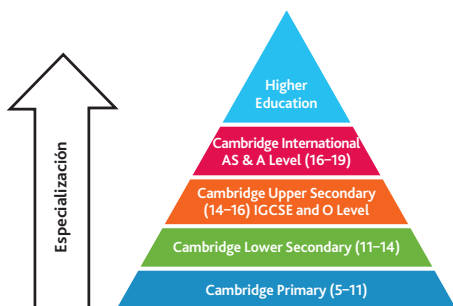 Higher
Education
Cambridge International
AS & A Level (16–19)
Cambridge Upper Secondary
(14–16) IGCSE and O Level
Cambridge Lower Secondary (11–14)
Cambridge Primary (5–11)
Especialización